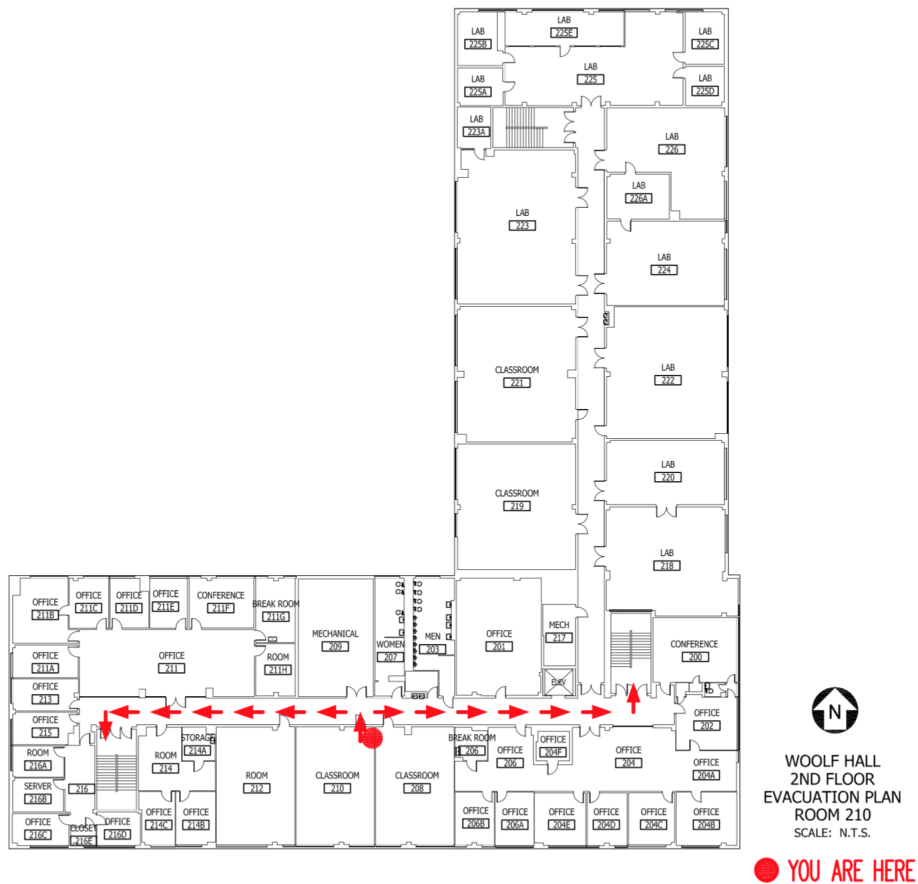 LAB
225B
LAB
225E
LAB
225C
LAB
225
LAB
225A
LAB
225D
LAB
223A
LAB
226
LAB
226A
LAB
223
LAB
224
CLASSROOM
221
LAB
222
LAB
220
CLASSROOM
219
LAB
218
OFFICE
211B
OFFICE
211C
OFFICE
211D
OFFICE
211E
CONFERENCE
211F
BREAK ROOM
211G
MECHANICAL
209
WOMEN
207
MEN
203
OFFICE
201
MECH
217
CONFERENCE
200
OFFICE
211A
OFFICE
211
ROOM
211H
ELEV
OFFICE
213
OFFICE
215
OFFICE
202
ROOM
216A
ROOM
214
STORAGE
214A
ROOM
212
CLASSROOM
210
CLASSROOM
208
BREAK ROOM
206
OFFICE
206
OFFICE
204F
OFFICE
204
OFFICE
204A
SERVER
216B
216
OFFICE
216C
CLOSET
216E
OFFICE
216D
OFFICE
214C
OFFICE
214B
OFFICE
206B
OFFICE
206A
OFFICE
204E
OFFICE
204D
OFFICE
204C
OFFICE
204B
N
WOOLF HALL
2ND FLOOR
EVACUATION PLAN
ROOM 210
SCALE: N.T.S.
YOU ARE HERE